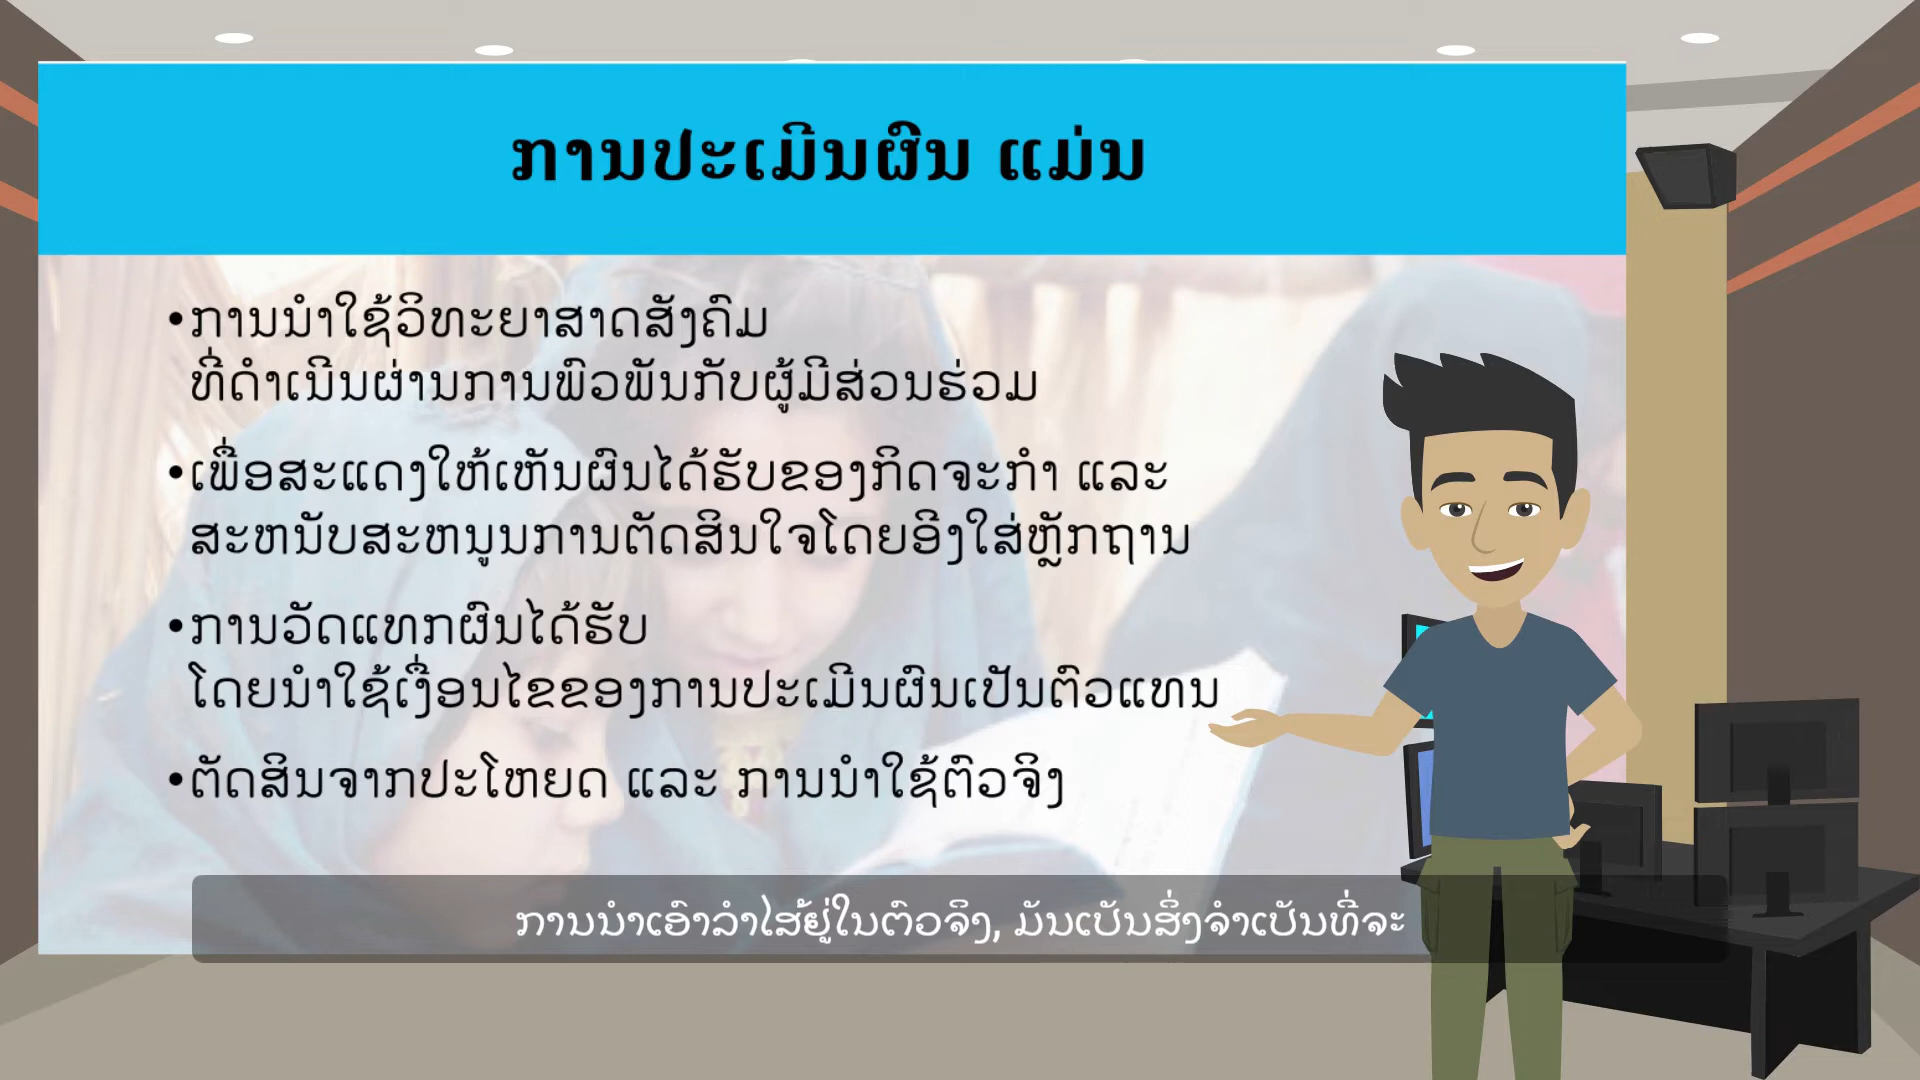 ການປະເມີນຜົນ ແມ່ນ
•ການນຳໃຊ້ວິທະຍາສາດສັງຄົມ
ທີ່ດຳເນີນຜ່ານການພົວພັນກັບຜູ້ມີສ່ວນຮ່ວມ
•ເພື່ອສະແດງໃຫ້ເຫັນຜົນໄດ້ຮັບຂອງກິດຈະກຳ ແລະ
ສະຫນັບສະຫນູນການຕັດສິນໃຈໂດຍອີງໃສ່ຫຼັກຖານ
•ການວັດແທກຜົນໄດ້ຮັບ
ໂດຍນຳໃຊ້ເງື່ອນໄຂຂອງການປະເມີນຜົນເປັນຕົວແທນ
•ຕັດສິນຈາກປະໂຫຍດ ແລະ ການນຳໃຊ້ຕົວຈິງ
ການນໍາເອົາລໍາໄສ້ຢູ່ໃນຕົວຈິງ, ມັນເປັນສິ່ງຈໍາເປັນທີ່ຈະ